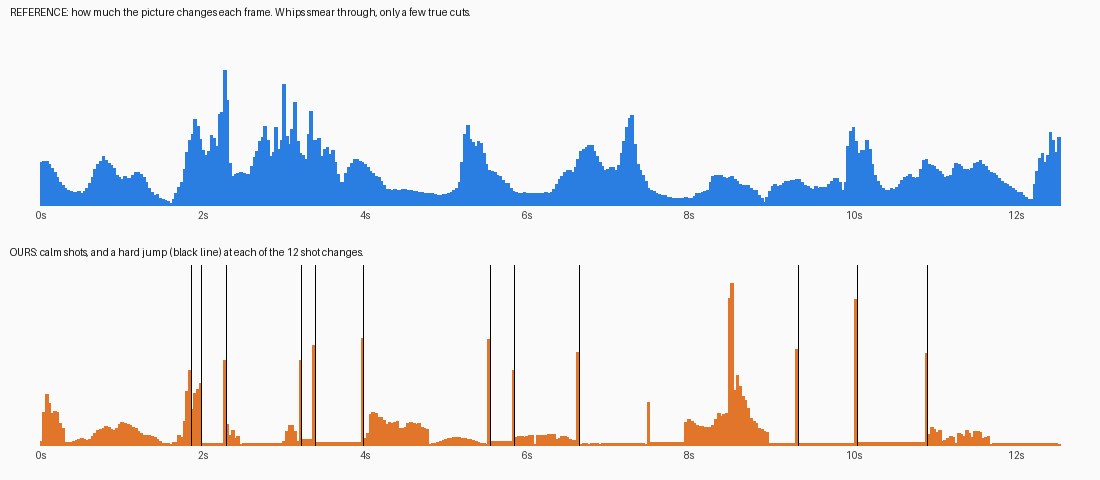 REFERENCE: how much the picture changes each frame. Whips smear through, only a few true cuts.
0s 2s 4s 6s 8s 10s 12s
OURS: calm shots, and a hard jump (black line) at each of the 12 shot changes.
0s 2s 4s 6s 8s 10s 12s